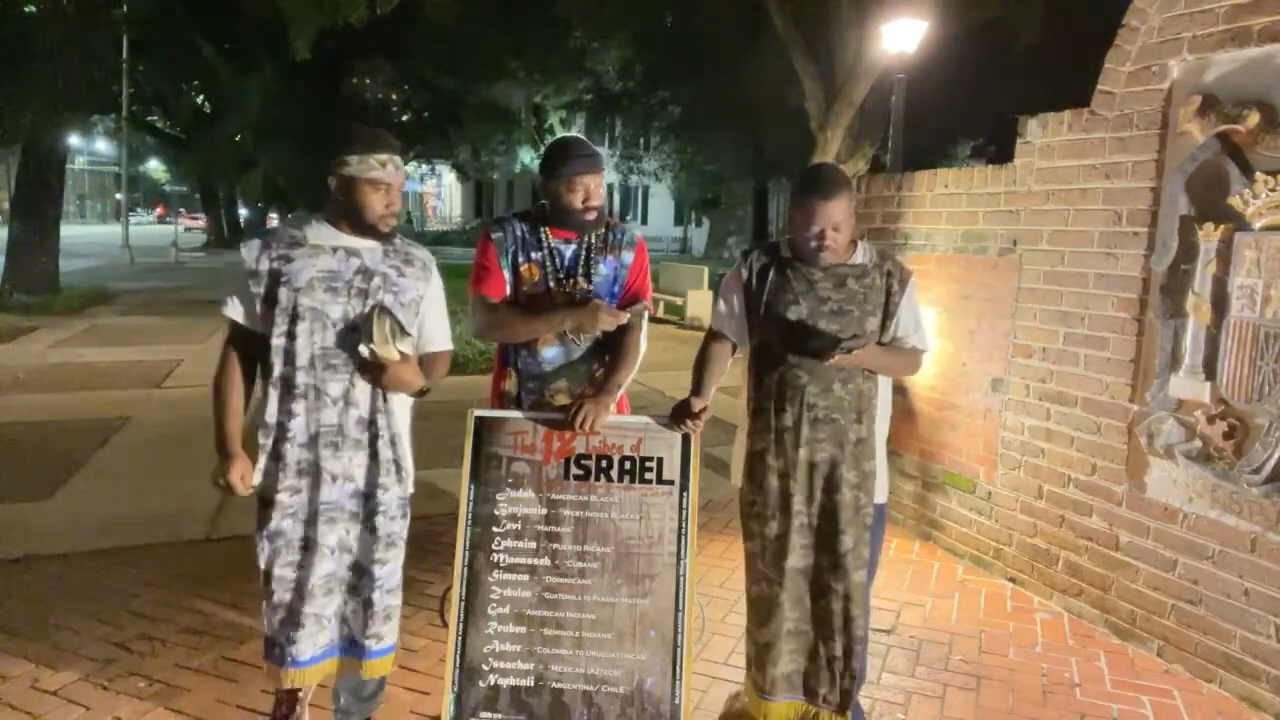 The 12 Tribes of
ISRAEL
Judah - "AMERICAN BLACKS"
Benjamin - "WEST INDIES BLACKS"
Levi - "HAITIANS"
Ephraim - "PUERTO RICANS"
Manasseh - "CUBANS"
Simeon - "DOMINICANS"
Zebulon - "GUATEMALA TO PANAMA (MAYANS)"
Gad - "AMERICAN INDIANS"
Reuben - "SEMINOLE INDIANS"
Asher - "COLOMBIA TO URUGUAY (INCAS)"
Issachar - "MEXICAN (AZTECS)"
Naphtali - "ARGENTINA/ CHILE"